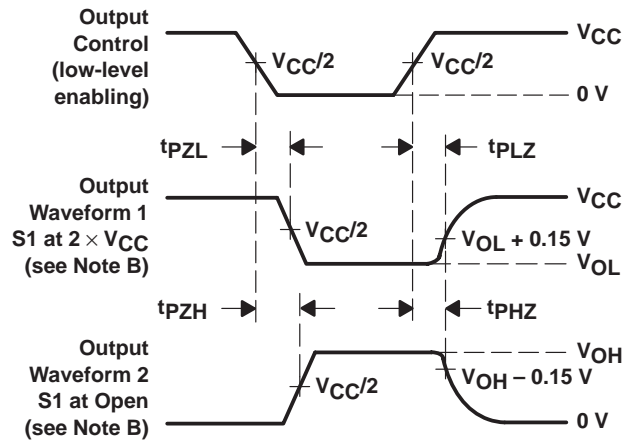 Output
Control
(low-level
enabling)
VCC
VCC/2
VCC/2
0 V
tPZL
tPLZ
Output
Waveform 1
S1 at 2 × VCC
(see Note B)
VCC
VCC/2
VOL + 0.15 V
VOL
tPZH
tPHZ
Output
Waveform 2
S1 at Open
(see Note B)
VOH
VCC/2
VOH – 0.15 V
0 V